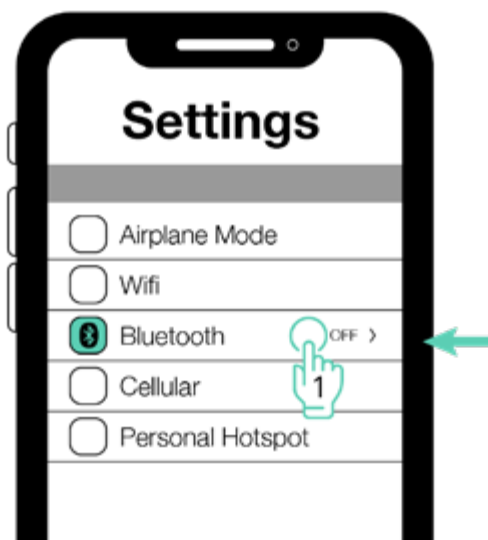 Settings
Airplane Mode
Wifi
Bluetooth OFF >
1
Cellular
Personal Hotspot